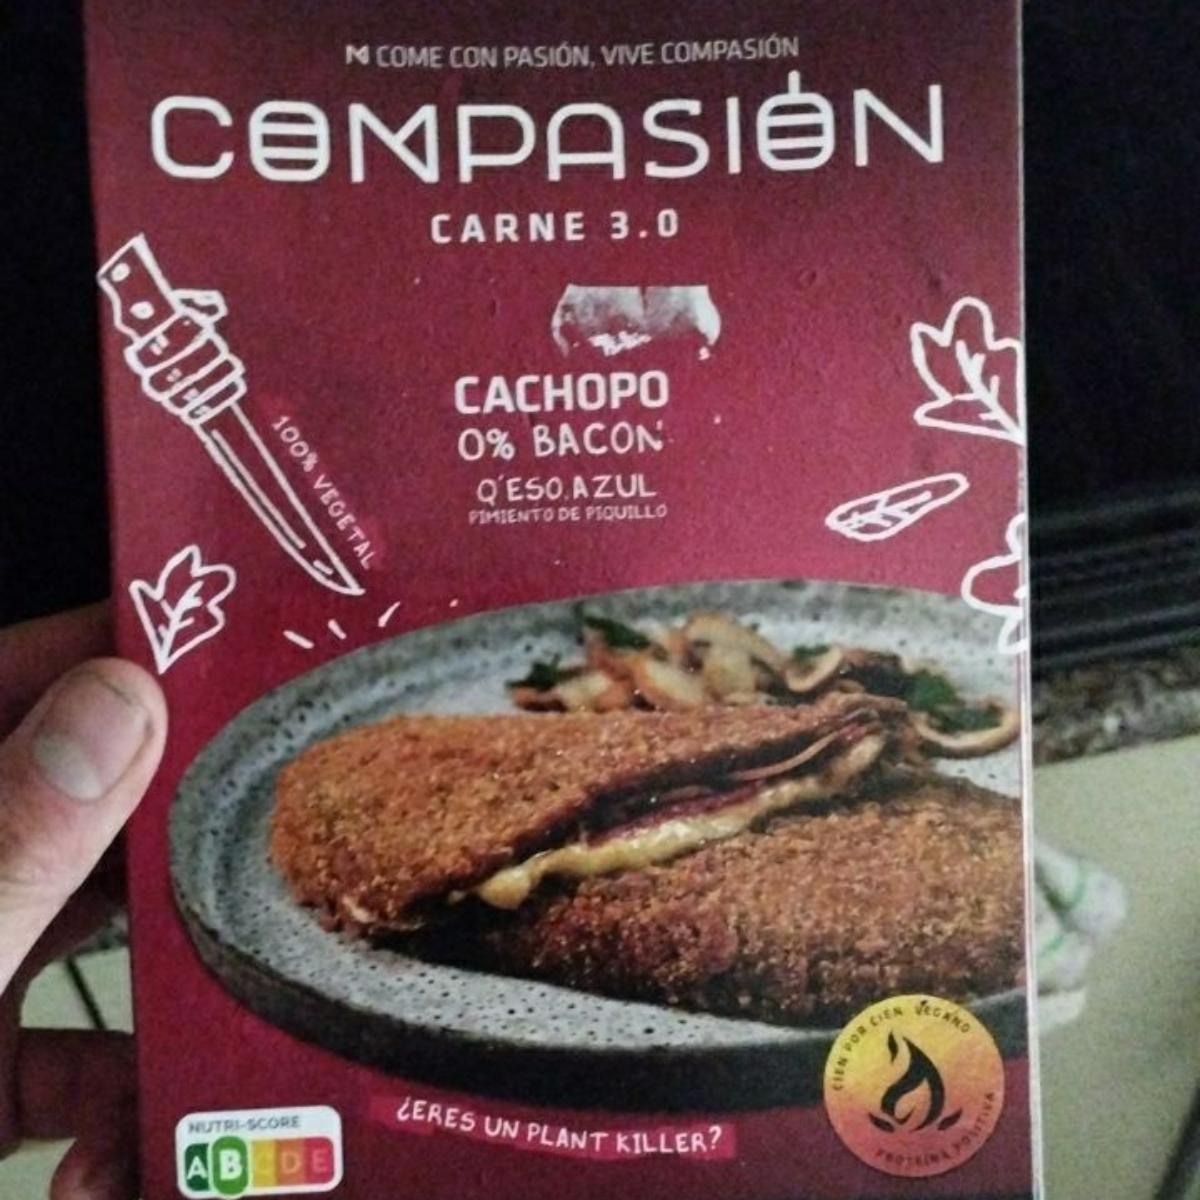 COME CON PASIÓN, VIVE COMPASIÓN
COMPASIÓN
CARNE 3.0
CACHOPO
0% BACON
Q'ESO AZUL
PIMIENTO DE PIQUILLO
100% VEGETAL
CIEN POR CIEN VEGANO
PROTEÍNA POSITIVA
¿ERES UN PLANT KILLER?
NUTRI-SCORE
A B C D E